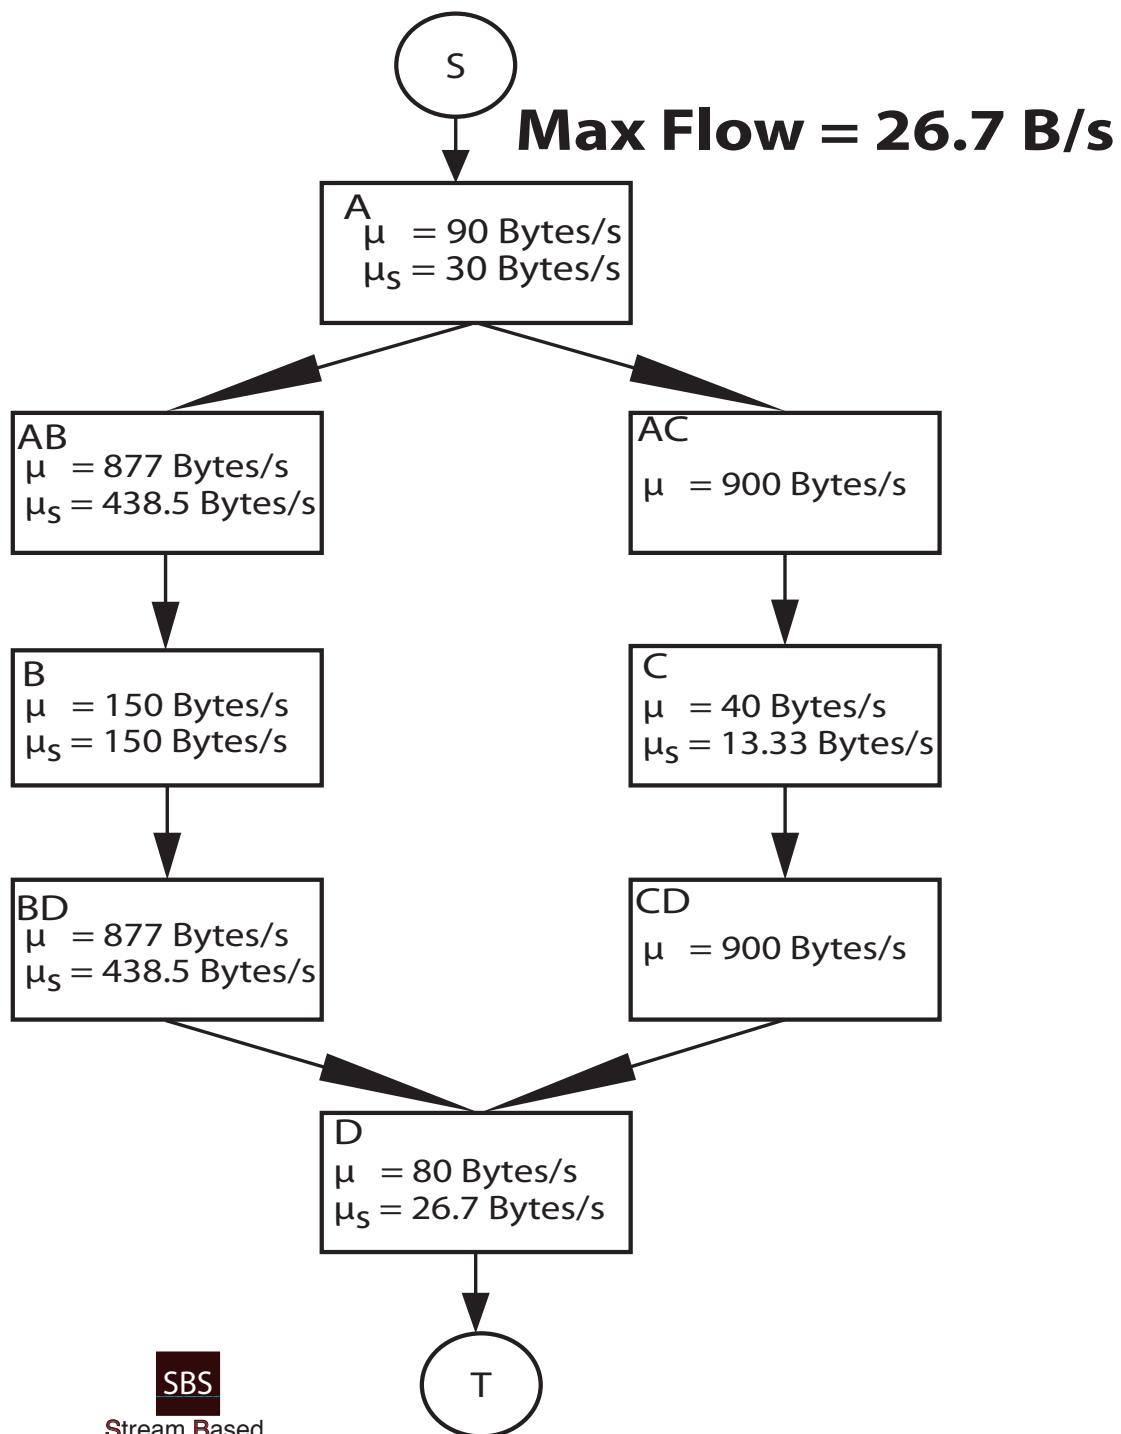 S
Max Flow = 26.7 B/s
A
μ = 90 Bytes/s
μs = 30 Bytes/s
AB
μ = 877 Bytes/s
μs = 438.5 Bytes/s
AC
μ = 900 Bytes/s
B
μ = 150 Bytes/s
μs = 150 Bytes/s
C
μ = 40 Bytes/s
μs = 13.33 Bytes/s
BD
μ = 877 Bytes/s
μs = 438.5 Bytes/s
CD
μ = 900 Bytes/s
D
μ = 80 Bytes/s
μs = 26.7 Bytes/s
T
SBS
Stream Based